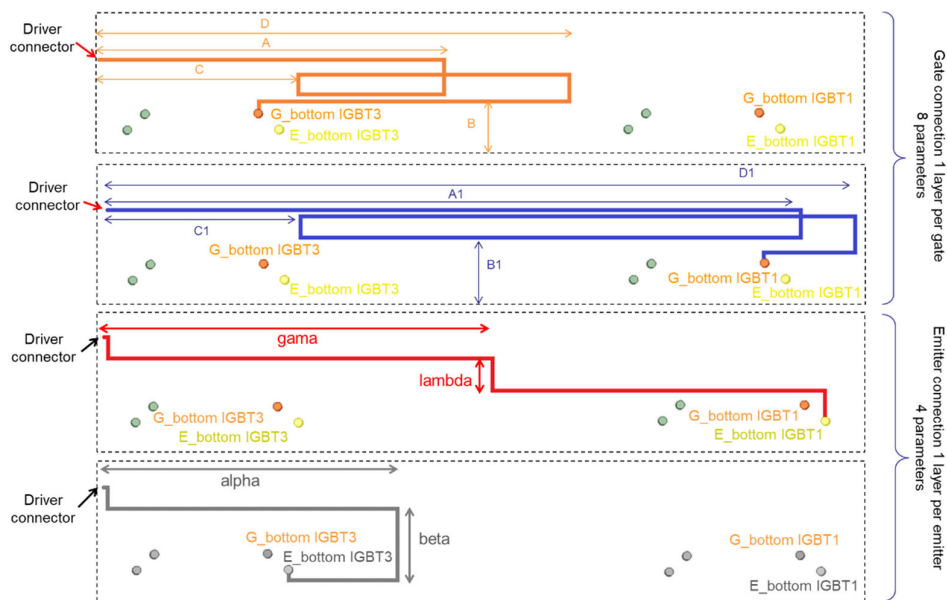 Driver
connector
D
A
C
B
G_bottom IGBT3
E_bottom IGBT3
G_bottom IGBT1
E_bottom IGBT1
Driver
connector
D1
A1
C1
B1
G_bottom IGBT3
E_bottom IGBT3
G_bottom IGBT1
E_bottom IGBT1
Gate connection 1 layer per gate
8 parameters
Driver
connector
gama
lambda
G_bottom IGBT3
E_bottom IGBT3
G_bottom IGBT1
E_bottom IGBT1
Driver
connector
alpha
beta
G_bottom IGBT3
E_bottom IGBT3
G_bottom IGBT1
E_bottom IGBT1
Emitter connection 1 layer per emitter
4 parameters